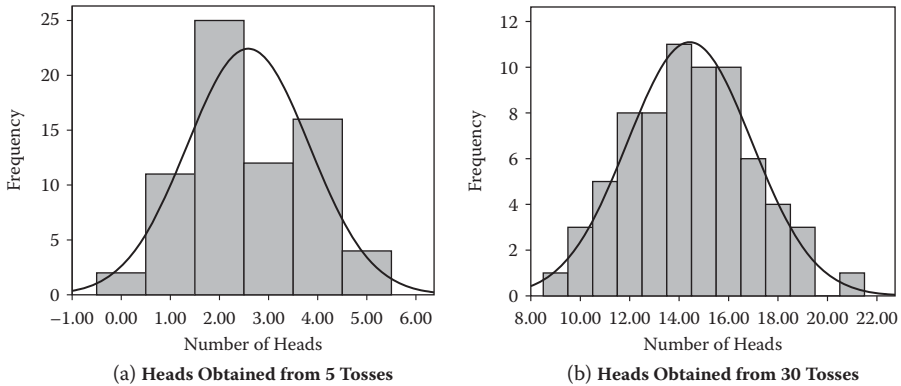 25
20
15
10
5
0
Frequency
−1.00 0.00 1.00 2.00 3.00 4.00 5.00 6.00
Number of Heads
(a) Heads Obtained from 5 Tosses
12
10
8
6
4
2
0
Frequency
8.00 10.00 12.00 14.00 16.00 18.00 20.00 22.00
Number of Heads
(b) Heads Obtained from 30 Tosses